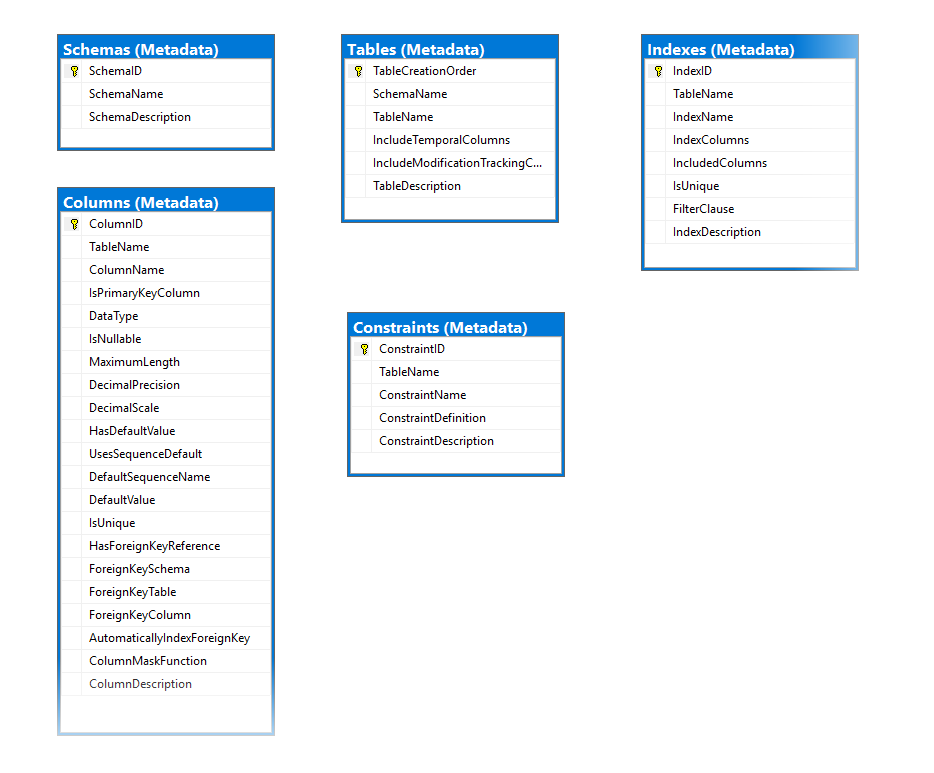 Schemas (Metadata)
SchemaID
SchemaName
SchemaDescription
Tables (Metadata)
TableCreationOrder
SchemaName
TableName
IncludeTemporalColumns
IncludeModificationTrackingC...
TableDescription
Indexes (Metadata)
IndexID
TableName
IndexName
IndexColumns
IncludedColumns
IsUnique
FilterClause
IndexDescription
Columns (Metadata)
ColumnID
TableName
ColumnName
IsPrimaryKeyColumn
DataType
IsNullable
MaximumLength
DecimalPrecision
DecimalScale
HasDefaultValue
UsesSequenceDefault
DefaultSequenceName
DefaultValue
IsUnique
HasForeignKeyReference
ForeignKeySchema
ForeignKeyTable
ForeignKeyColumn
AutomaticallyIndexForeignKey
ColumnMaskFunction
ColumnDescription
Constraints (Metadata)
ConstraintID
TableName
ConstraintName
ConstraintDefinition
ConstraintDescription